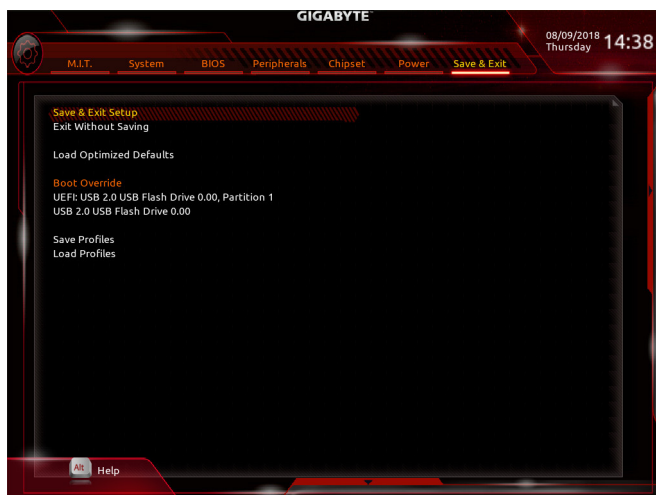 GIGABYTE™
08/09/2018
Thursday
14:38
M.I.T. System BIOS Peripherals Chipset Power Save & Exit
Save & Exit Setup
Exit Without Saving
Load Optimized Defaults
Boot Override
UEFI: USB 2.0 USB Flash Drive 0.00, Partition 1
USB 2.0 USB Flash Drive 0.00
Save Profiles
Load Profiles
Alt Help